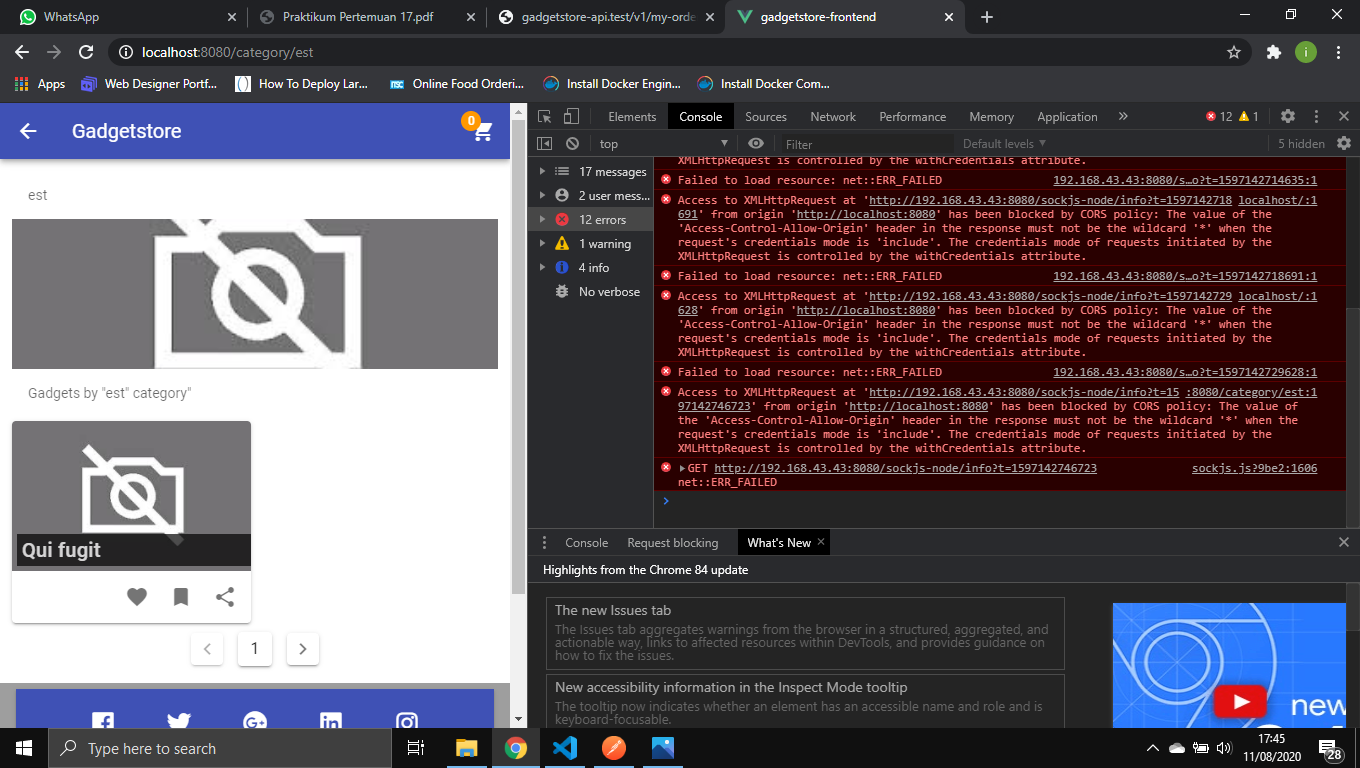 WhatsApp
Praktikum Pertemuan 17.pdf
gadgetstore-api.test/v1/my-orde
gadgetstore-frontend
localhost:8080/category/est
i
Apps
Web Designer Portf...
How To Deploy Lar...
Online Food Orderi...
Install Docker Engin...
Install Docker Com...
Gadgetstore
0
est
Gadgets by "est" category"
Qui fugit
1
Elements Console Sources Network Performance Memory Application » 12 1
top Filter Default levels 5 hidden
17 messages
2 user mess...
12 errors
1 warning
4 info
No verbose
XMLHttpRequest is controlled by the withCredentials attribute.
Failed to load resource: net::ERR_FAILED 192.168.43.43:8080/s…o?t=1597142714635:1
Access to XMLHttpRequest at 'http://192.168.43.43:8080/sockjs-node/info?t=1597142718 localhost/:1
691' from origin 'http://localhost:8080' has been blocked by CORS policy: The value of the
'Access-Control-Allow-Origin' header in the response must not be the wildcard '*' when the
request's credentials mode is 'include'. The credentials mode of requests initiated by the
XMLHttpRequest is controlled by the withCredentials attribute.
Failed to load resource: net::ERR_FAILED 192.168.43.43:8080/s…o?t=1597142718691:1
Access to XMLHttpRequest at 'http://192.168.43.43:8080/sockjs-node/info?t=1597142729 localhost/:1
628' from origin 'http://localhost:8080' has been blocked by CORS policy: The value of the
'Access-Control-Allow-Origin' header in the response must not be the wildcard '*' when the
request's credentials mode is 'include'. The credentials mode of requests initiated by the
XMLHttpRequest is controlled by the withCredentials attribute.
Failed to load resource: net::ERR_FAILED 192.168.43.43:8080/s…o?t=1597142729628:1
Access to XMLHttpRequest at 'http://192.168.43.43:8080/sockjs-node/info?t=15 :8080/category/est:1
97142746723' from origin 'http://localhost:8080' has been blocked by CORS policy: The value of
the 'Access-Control-Allow-Origin' header in the response must not be the wildcard '*' when the
request's credentials mode is 'include'. The credentials mode of requests initiated by the
XMLHttpRequest is controlled by the withCredentials attribute.
GET http://192.168.43.43:8080/sockjs-node/info?t=1597142746723 sockjs.js?9be2:1606
net::ERR_FAILED
Console Request blocking What's New
Highlights from the Chrome 84 update
The new Issues tab
The Issues tab aggregates warnings from the browser in a structured, aggregated, and
actionable way, links to affected resources within DevTools, and provides guidance on
how to fix the issues.
New accessibility information in the Inspect Mode tooltip
The tooltip now indicates whether an element has an accessible name and role and is
keyboard-focusable.
new
Type here to search
17:45
11/08/2020
28